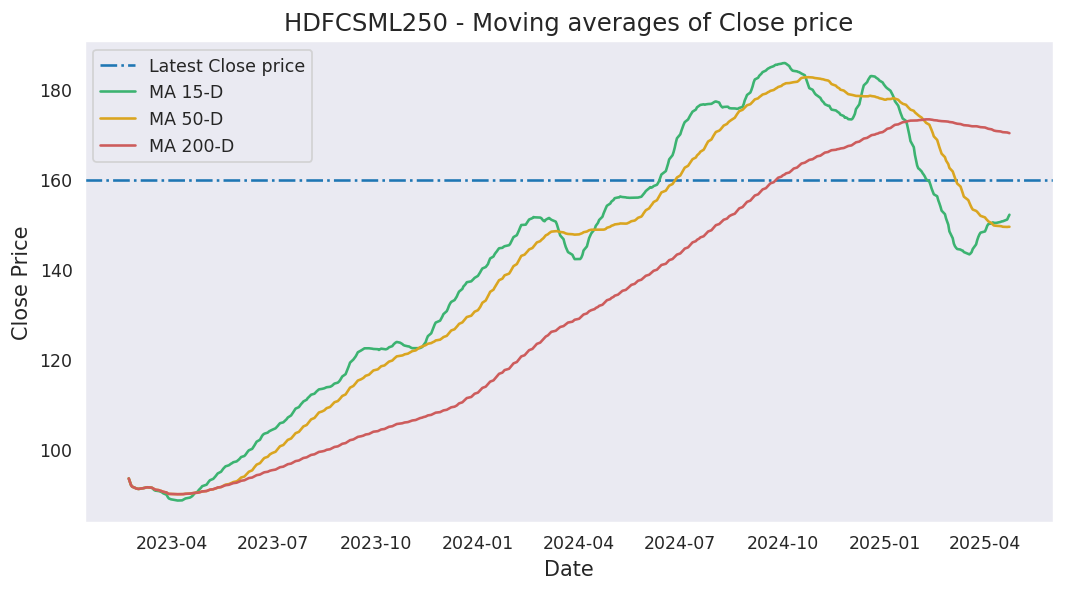 HDFCSML250 - Moving averages of Close price
Latest Close price
MA 15-D
MA 50-D
MA 200-D
Close Price
180
160
140
120
100
2023-04 2023-07 2023-10 2024-01 2024-04 2024-07 2024-10 2025-01 2025-04
Date